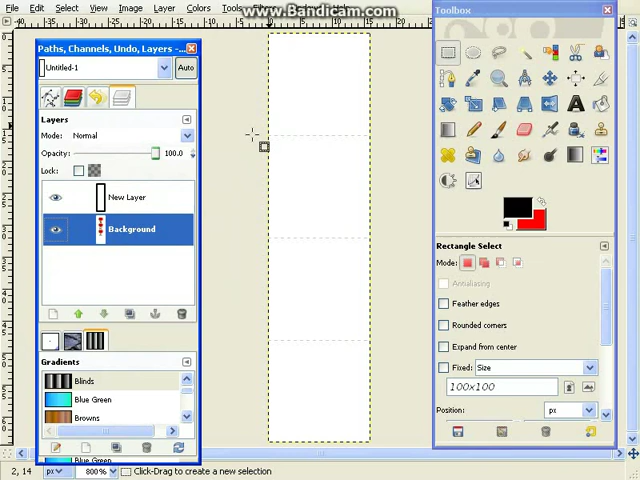 File Edit Select View Image Layer Colors Tools
www.Bandicam.com
Toolbox
Paths, Channels, Undo, Layers -...
Untitled-1
Auto
Layers
Mode: Normal
Opacity: 100.0
Lock:
New Layer
Background
Gradients
Blinds
Blue Green
Browns
Blue Green
Rectangle Select
Mode:
Antialiasing
Feather edges
Rounded corners
Expand from center
Fixed: Size
100x100
Position: px
2, 14 px 800% Click-Drag to create a new selection